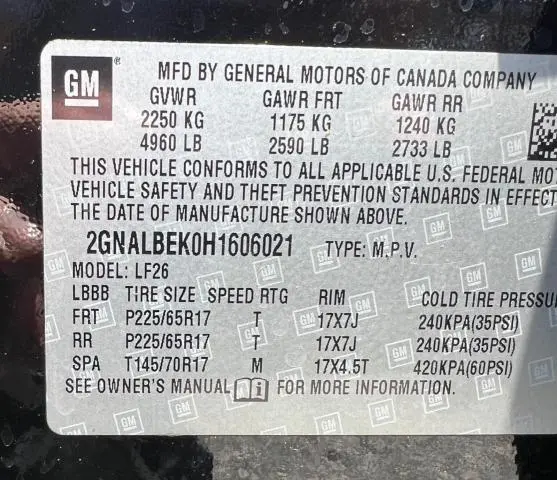 GM ® MFD BY GENERAL MOTORS OF CANADA COMPANY
GVWR GAWR FRT GAWR RR
2250 KG 1175 KG 1240 KG
4960 LB 2590 LB 2733 LB
THIS VEHICLE CONFORMS TO ALL APPLICABLE U.S. FEDERAL MOT
VEHICLE SAFETY AND THEFT PREVENTION STANDARDS IN EFFECT
THE DATE OF MANUFACTURE SHOWN ABOVE.
2GNALBEK0H1606021 TYPE: M.P.V.
MODEL: LF26
LBBB TIRE SIZE SPEED RTG RIM COLD TIRE PRESSU
FRT P225/65R17 T 17X7J 240KPA(35PSI)
RR P225/65R17 T 17X7J 240KPA(35PSI)
SPA T145/70R17 M 17X4.5T 420KPA(60PSI)
SEE OWNER'S MANUAL FOR MORE INFORMATION.